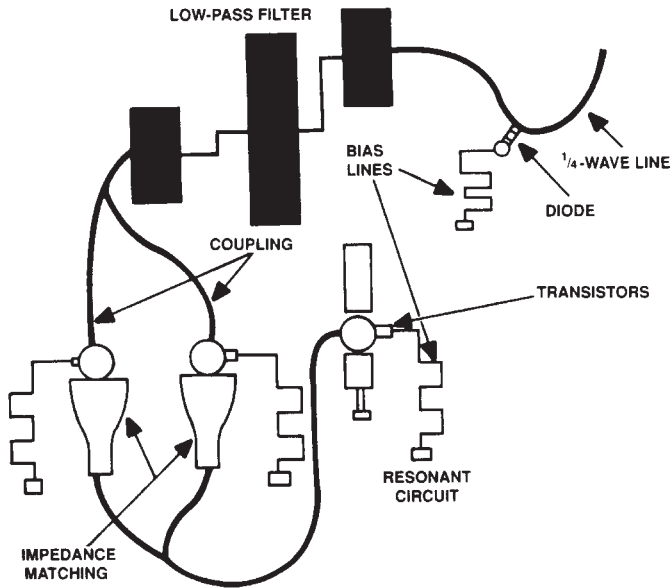 LOW-PASS FILTER
BIAS
LINES
1/4-WAVE LINE
DIODE
COUPLING
TRANSISTORS
RESONANT
CIRCUIT
IMPEDANCE
MATCHING